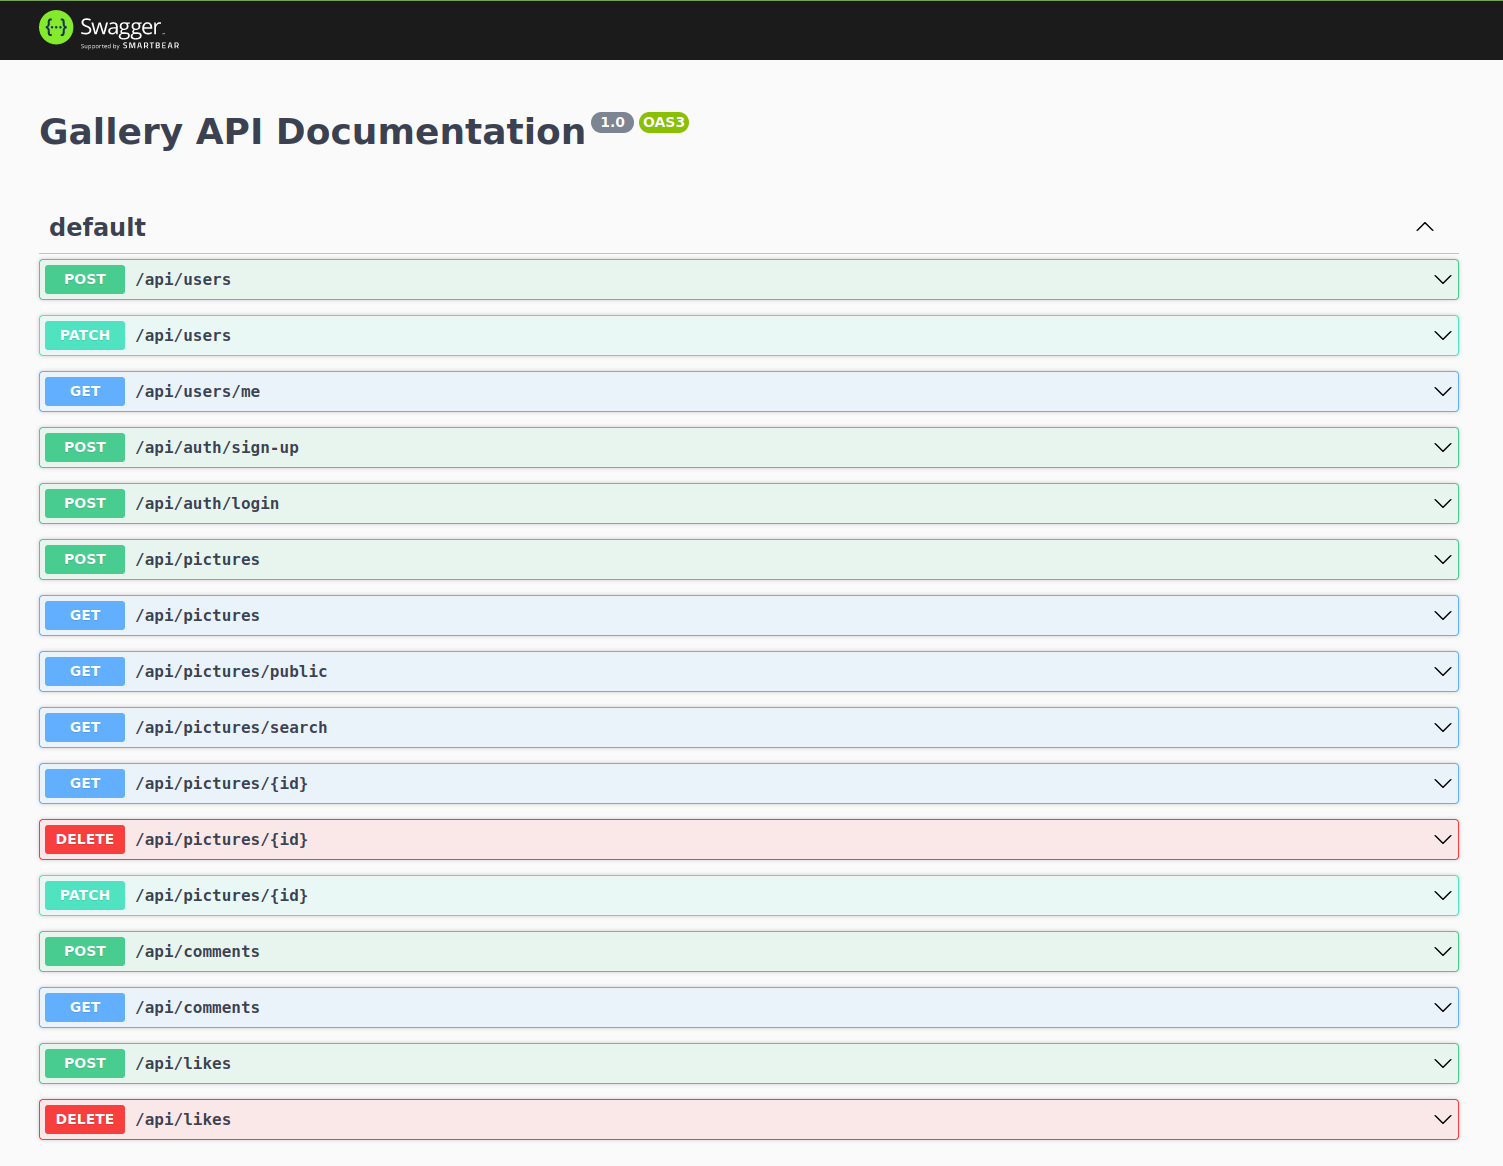 Swagger
Supported by SMARTBEAR
Gallery API Documentation 1.0 OAS3
default
POST /api/users
PATCH /api/users
GET /api/users/me
POST /api/auth/sign-up
POST /api/auth/login
POST /api/pictures
GET /api/pictures
GET /api/pictures/public
GET /api/pictures/search
GET /api/pictures/{id}
DELETE /api/pictures/{id}
PATCH /api/pictures/{id}
POST /api/comments
GET /api/comments
POST /api/likes
DELETE /api/likes